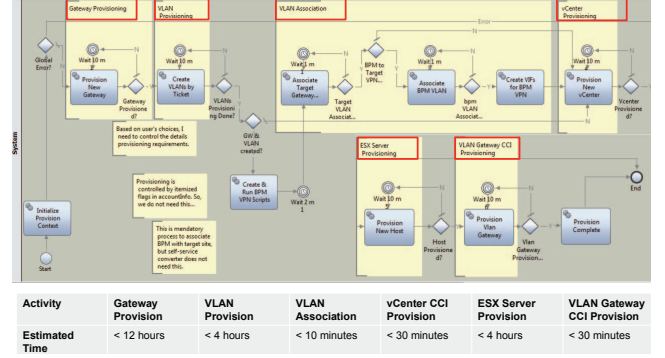 Gateway Provisioning
VLAN
Provisioning
VLAN Association
vCenter
Provisioning
Error
Global
Error?
Wait 10 m
Provision
New
Gateway
Gateway
Provisione
d?
Wait 10 m
Create
VLANs by
Ticket
VLANs
Provisioni
ng Done?
GW &
VLAN
created?
Wait 1 m
1
Associate
Target
Gateway...
Target
VLAN
Associat...
BPM to
Target
VPN...
Wait 1 m
Associate
BPM VLAN
bpm
VLAN
Associat...
Create VIFs
for BPM
VPN
Wait 10 m
Provision
New
vCenter
Vcenter
Provisione
d?
System
Based on user's choices, I
need to control the details
provisioning requirements.
Provisioning is
controlled by itemized
flags in accountInfo. So,
we do not need this...
This is mandatory
process to associate
BPM with target site,
but self-service
converter does not
need this.
Create &
Run BPM
VPN Scripts
Wait 2 m
1
ESX Server
Provisioning
VLAN Gateway CCI
Provisioning
Wait 10 m
Provision
New Host
Host
Provisione
d?
Wait 10 m
Provision
Vlan
Gateway
Vlan
Gateway
Provision...
Provision
Complete
End
Initialize
Provision
Context
Start
N
Y
Activity
Gateway
Provision
VLAN
Provision
VLAN
Association
vCenter CCI
Provision
ESX Server
Provision
VLAN Gateway
CCI Provision
Estimated
Time
< 12 hours
< 4 hours
< 10 minutes
< 30 minutes
< 4 hours
< 30 minutes